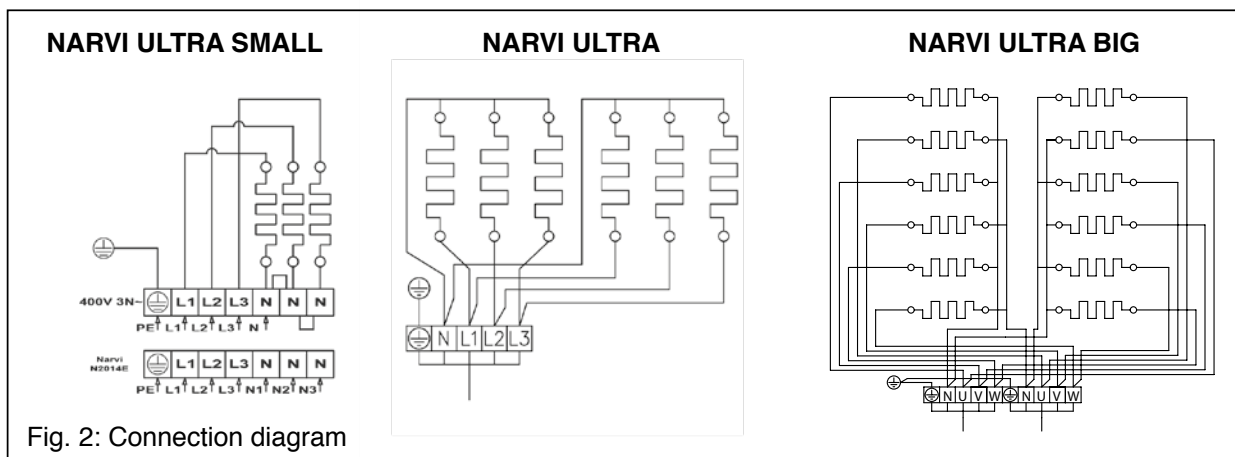 NARVI ULTRA SMALL
400V 3N~ L1 L2 L3 N N N
PE L1 L2 L3 N
Narvi
N2014E
L1 L2 L3 N N N
PE L1 L2 L3 N1 N2 N3
NARVI ULTRA
N L1 L2 L3
NARVI ULTRA BIG
N U V W N U V W
Fig. 2: Connection diagram